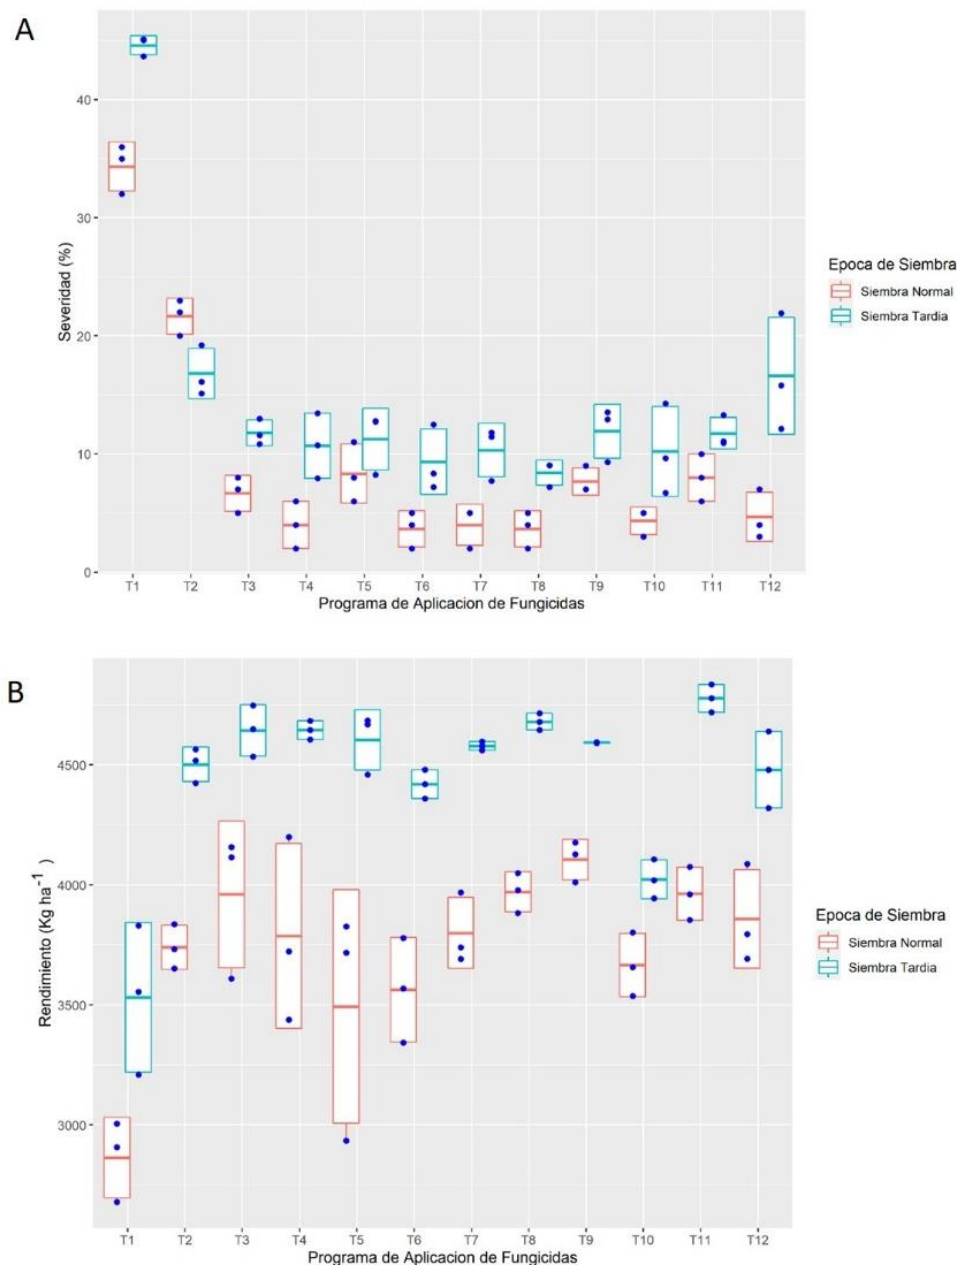 A
Severidad (%)
40
30
20
10
0
T1 T2 T3 T4 T5 T6 T7 T8 T9 T10 T11 T12
Programa de Aplicacion de Fungicidas
Epoca de Siembra
Siembra Normal
Siembra Tardia
B
Rendimiento (Kg ha⁻¹)
4500
4000
3500
3000
T1 T2 T3 T4 T5 T6 T7 T8 T9 T10 T11 T12
Programa de Aplicacion de Fungicidas
Epoca de Siembra
Siembra Normal
Siembra Tardia